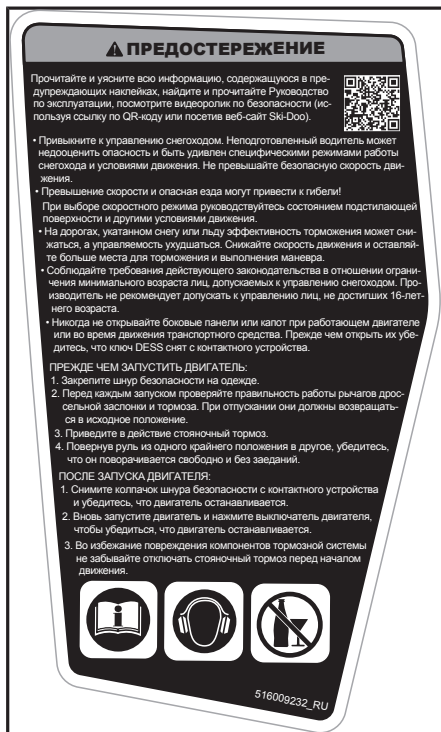 ПРЕДОСТЕРЕЖЕНИЕ
Прочитайте и уясните всю информацию, содержащуюся в пре-
дупреждающих наклейках, найдите и прочитайте Руководство
по эксплуатации, посмотрите видеоролик по безопасности (ис-
пользуя ссылку по QR-коду или посетив веб-сайт Ski-Doo).
• Привыкните к управлению снегоходом. Неподготовленный водитель может
недооценить опасность и быть удивлен специфическими режимами работы
снегохода и условиями движения. Не превышайте безопасную скорость дви-
жения.
• Превышение скорости и опасная езда могут привести к гибели!
При выборе скоростного режима руководствуйтесь состоянием подстилающей
поверхности и другими условиями движения.
• На дорогах, укатанном снегу или льду эффективность торможения может сни-
жаться, а управляемость ухудшаться. Снижайте скорость движения и оставляй-
те больше места для торможения и выполнения маневра.
• Соблюдайте требования действующего законодательства в отношении ограни-
чения минимального возраста лиц, допускаемых к управлению снегоходом. Про-
изводитель не рекомендует допускать к управлению лиц, не достигших 16-лет-
него возраста.
• Никогда не открывайте боковые панели или капот при работающем двигателе
или во время движения транспортного средства. Прежде чем открыть их убе-
дитесь, что ключ DESS снят с контактного устройства.
ПРЕЖДЕ ЧЕМ ЗАПУСТИТЬ ДВИГАТЕЛЬ:
1. Закрепите шнур безопасности на одежде.
2. Перед каждым запуском проверяйте правильность работы рычагов дрос-
сельной заслонки и тормоза. При отпускании они должны возвращать-
ся в исходное положение.
3. Приведите в действие стояночный тормоз.
4. Повернув руль из одного крайнего положения в другое, убедитесь,
что он поворачивается свободно и без заеданий.
ПОСЛЕ ЗАПУСКА ДВИГАТЕЛЯ:
1. Снимите колпачок шнура безопасности с контактного устройства
и убедитесь, что двигатель останавливается.
2. Вновь запустите двигатель и нажмите выключатель двигателя,
чтобы убедиться, что двигатель останавливается.
3. Во избежание повреждения компонентов тормозной системы
не забывайте отключать стояночный тормоз перед началом
движения.
516009232_RU